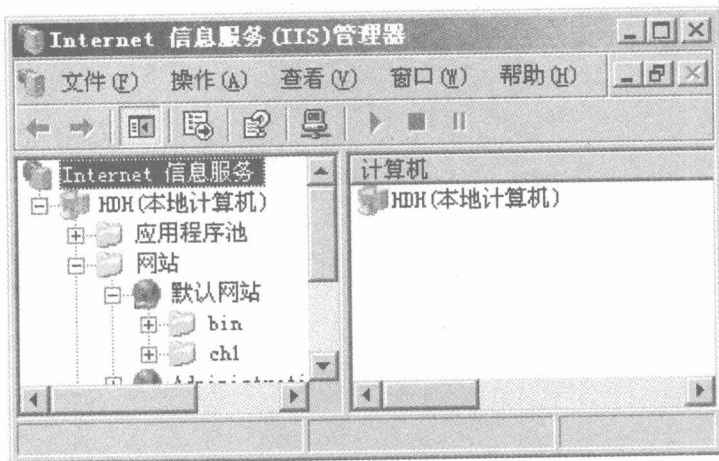 Internet 信息服务(IIS)管理器
文件(F) 操作(A) 查看(V) 窗口(W) 帮助(H)
Internet 信息服务
HDH(本地计算机)
应用程序池
网站
默认网站
bin
ch1
计算机
HDH(本地计算机)